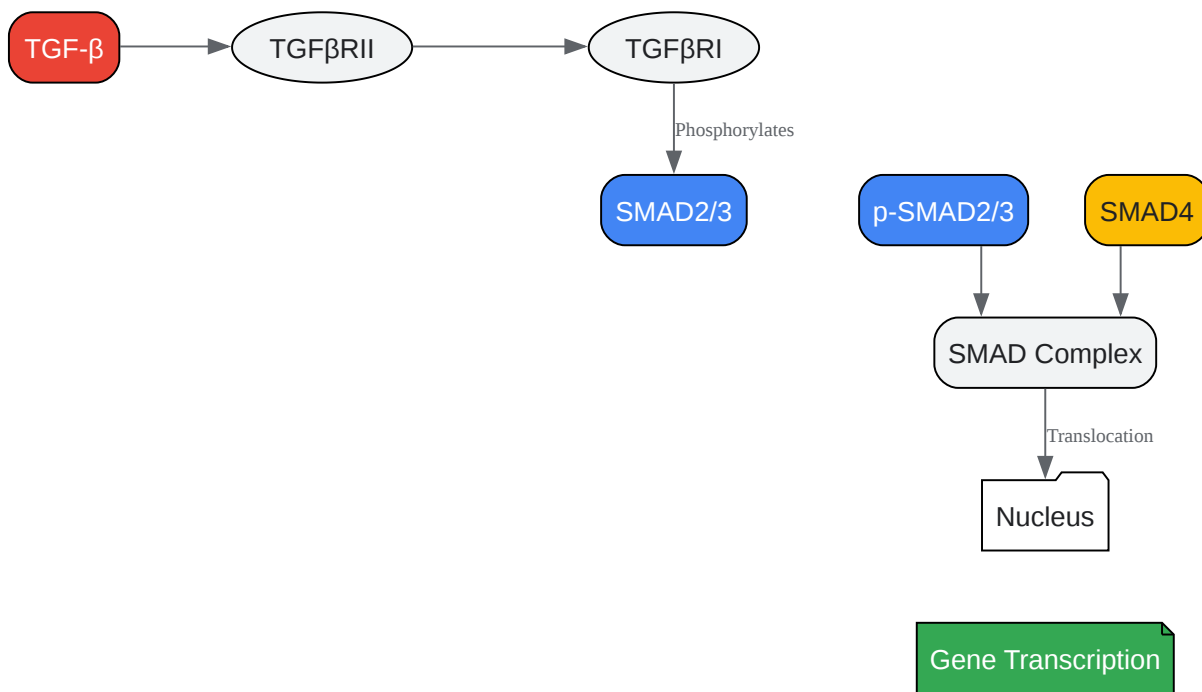 TGF-β
TGFβRII
TGFβRI
Phosphorylates
SMAD2/3
p-SMAD2/3
SMAD4
SMAD Complex
Translocation
Nucleus
Gene Transcription